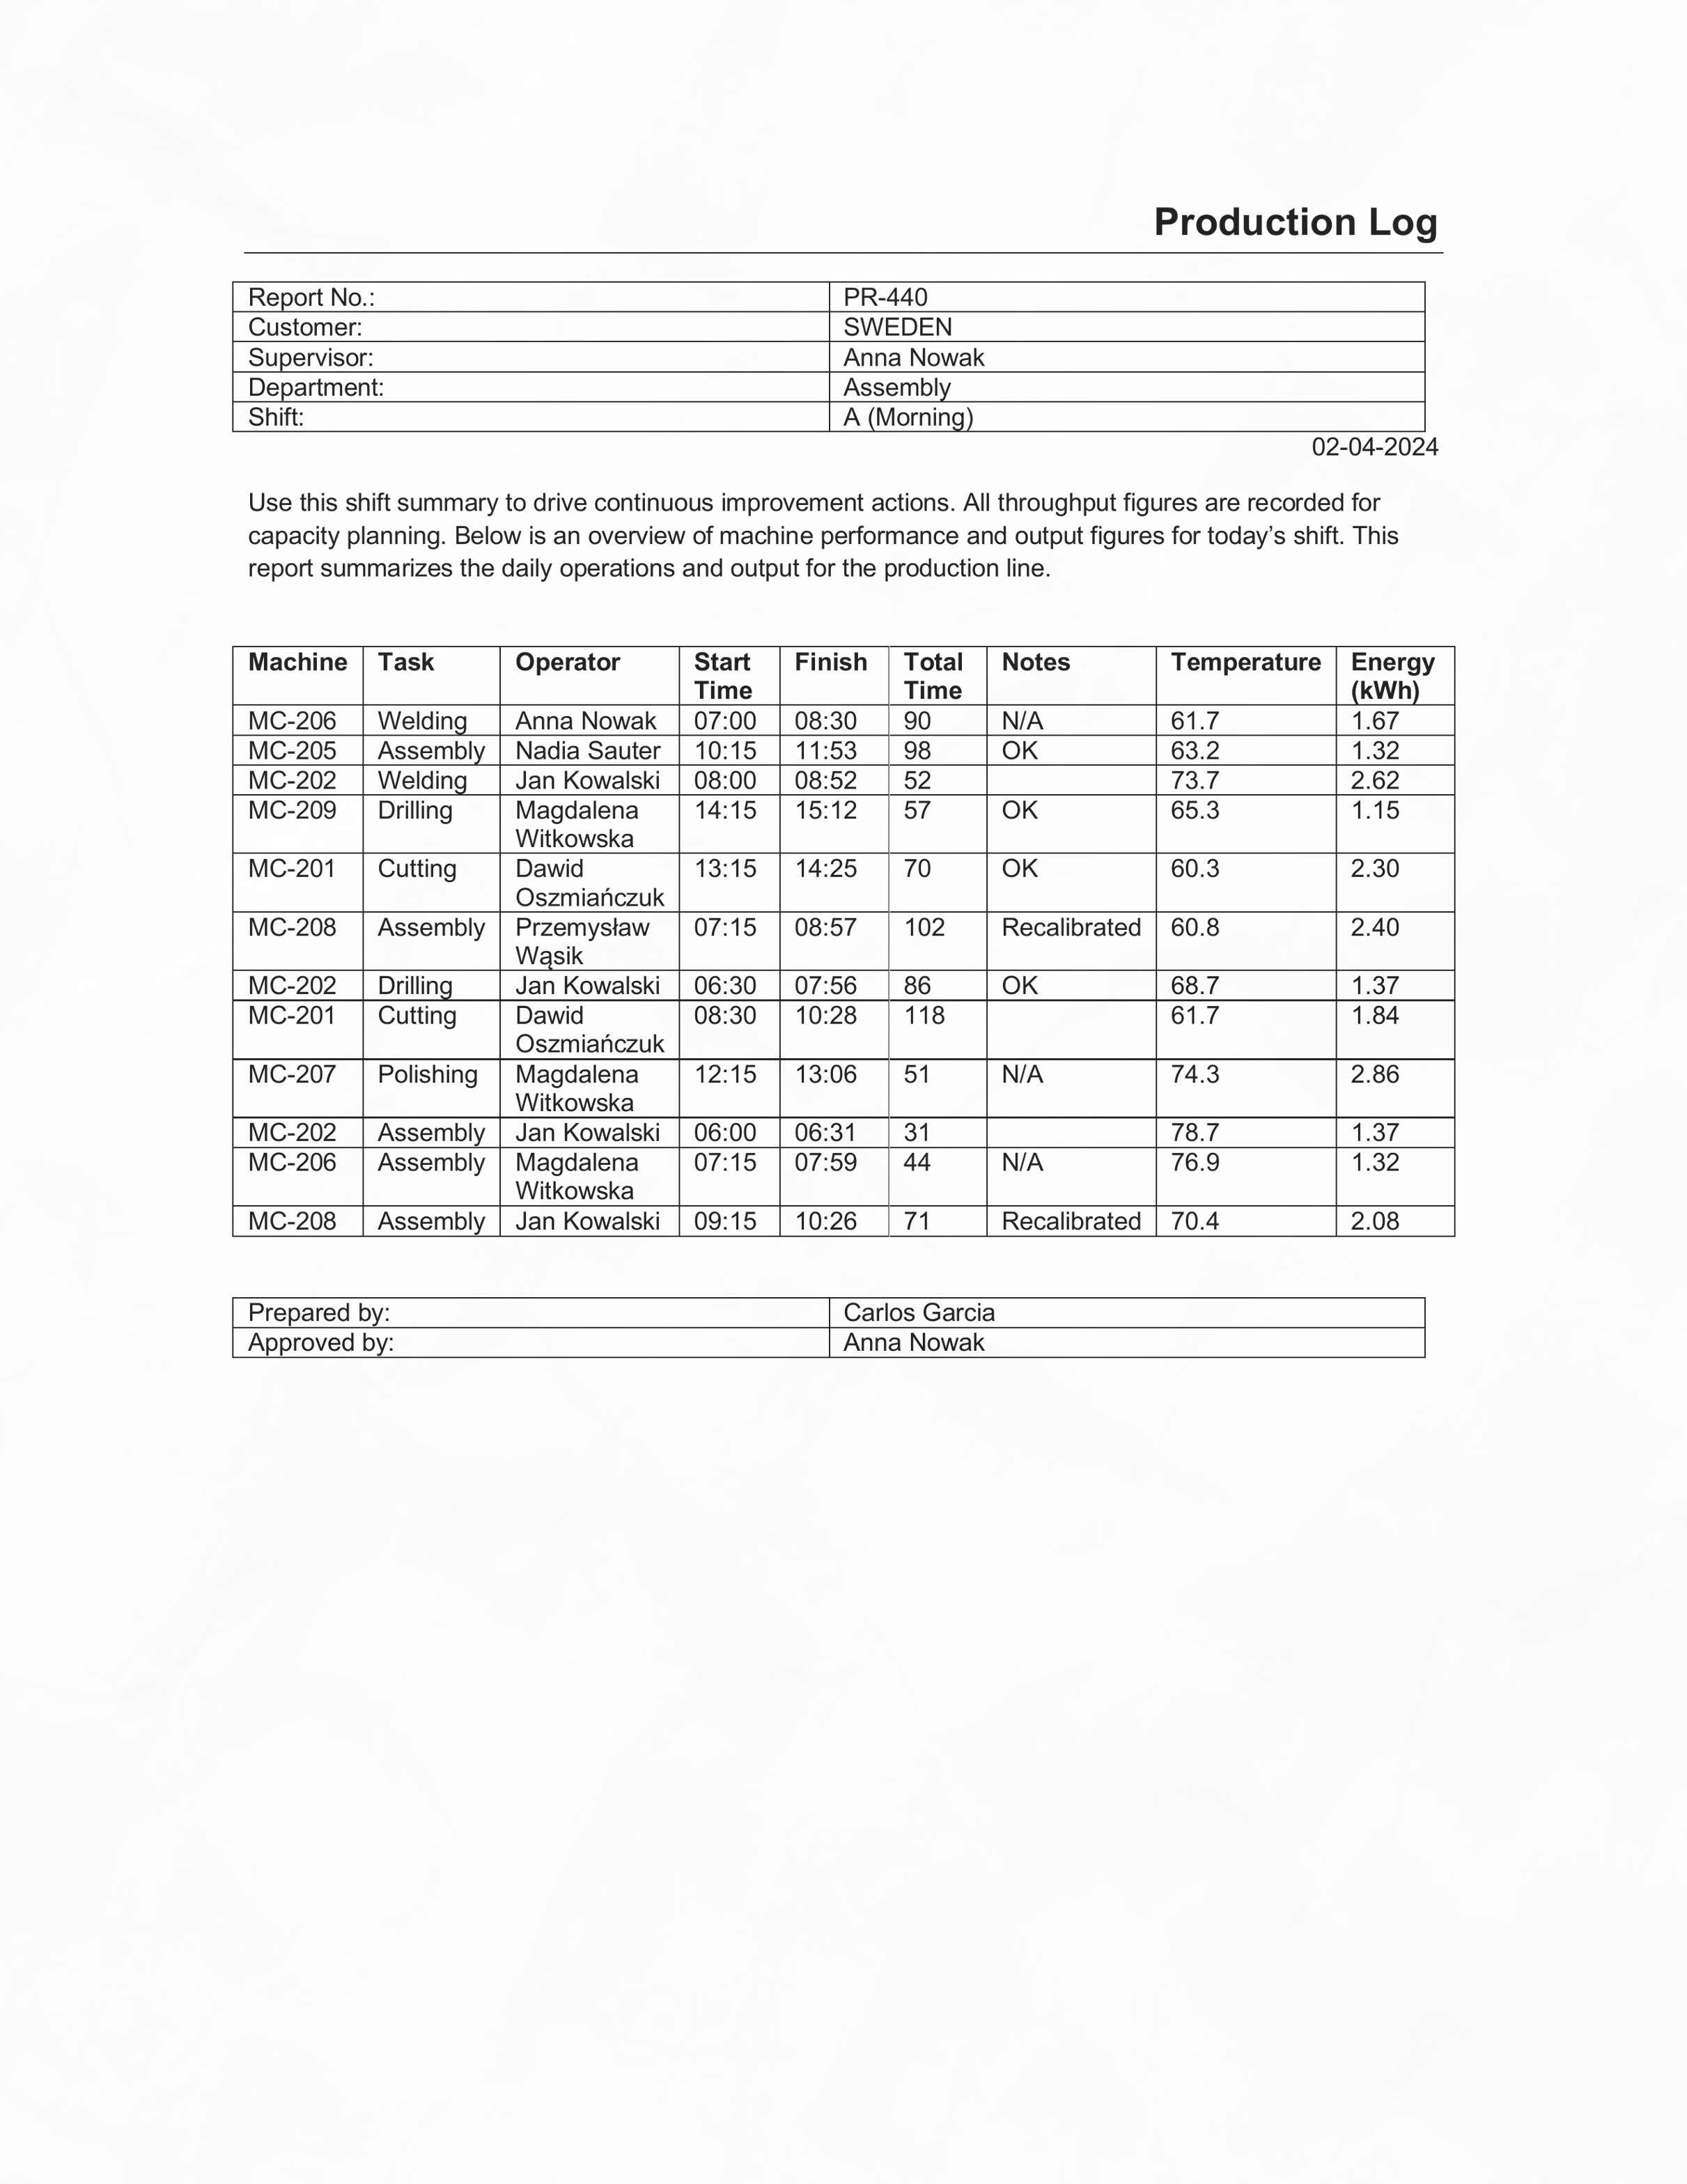 Production Log
Report No.: PR-440
Customer: SWEDEN
Supervisor: Anna Nowak
Department: Assembly
Shift: A (Morning)
02-04-2024
Use this shift summary to drive continuous improvement actions. All throughput figures are recorded for
capacity planning. Below is an overview of machine performance and output figures for today’s shift. This
report summarizes the daily operations and output for the production line.
Machine Task Operator Start Time Finish Total Time Notes Temperature Energy (kWh)
MC-206 Welding Anna Nowak 07:00 08:30 90 N/A 61.7 1.67
MC-205 Assembly Nadia Sauter 10:15 11:53 98 OK 63.2 1.32
MC-202 Welding Jan Kowalski 08:00 08:52 52 73.7 2.62
MC-209 Drilling Magdalena Witkowska 14:15 15:12 57 OK 65.3 1.15
MC-201 Cutting Dawid Oszmiańczuk 13:15 14:25 70 OK 60.3 2.30
MC-208 Assembly Przemysław Wąsik 07:15 08:57 102 Recalibrated 60.8 2.40
MC-202 Drilling Jan Kowalski 06:30 07:56 86 OK 68.7 1.37
MC-201 Cutting Dawid Oszmiańczuk 08:30 10:28 118 61.7 1.84
MC-207 Polishing Magdalena Witkowska 12:15 13:06 51 N/A 74.3 2.86
MC-202 Assembly Jan Kowalski 06:00 06:31 31 78.7 1.37
MC-206 Assembly Magdalena Witkowska 07:15 07:59 44 N/A 76.9 1.32
MC-208 Assembly Jan Kowalski 09:15 10:26 71 Recalibrated 70.4 2.08
Prepared by: Carlos Garcia
Approved by: Anna Nowak